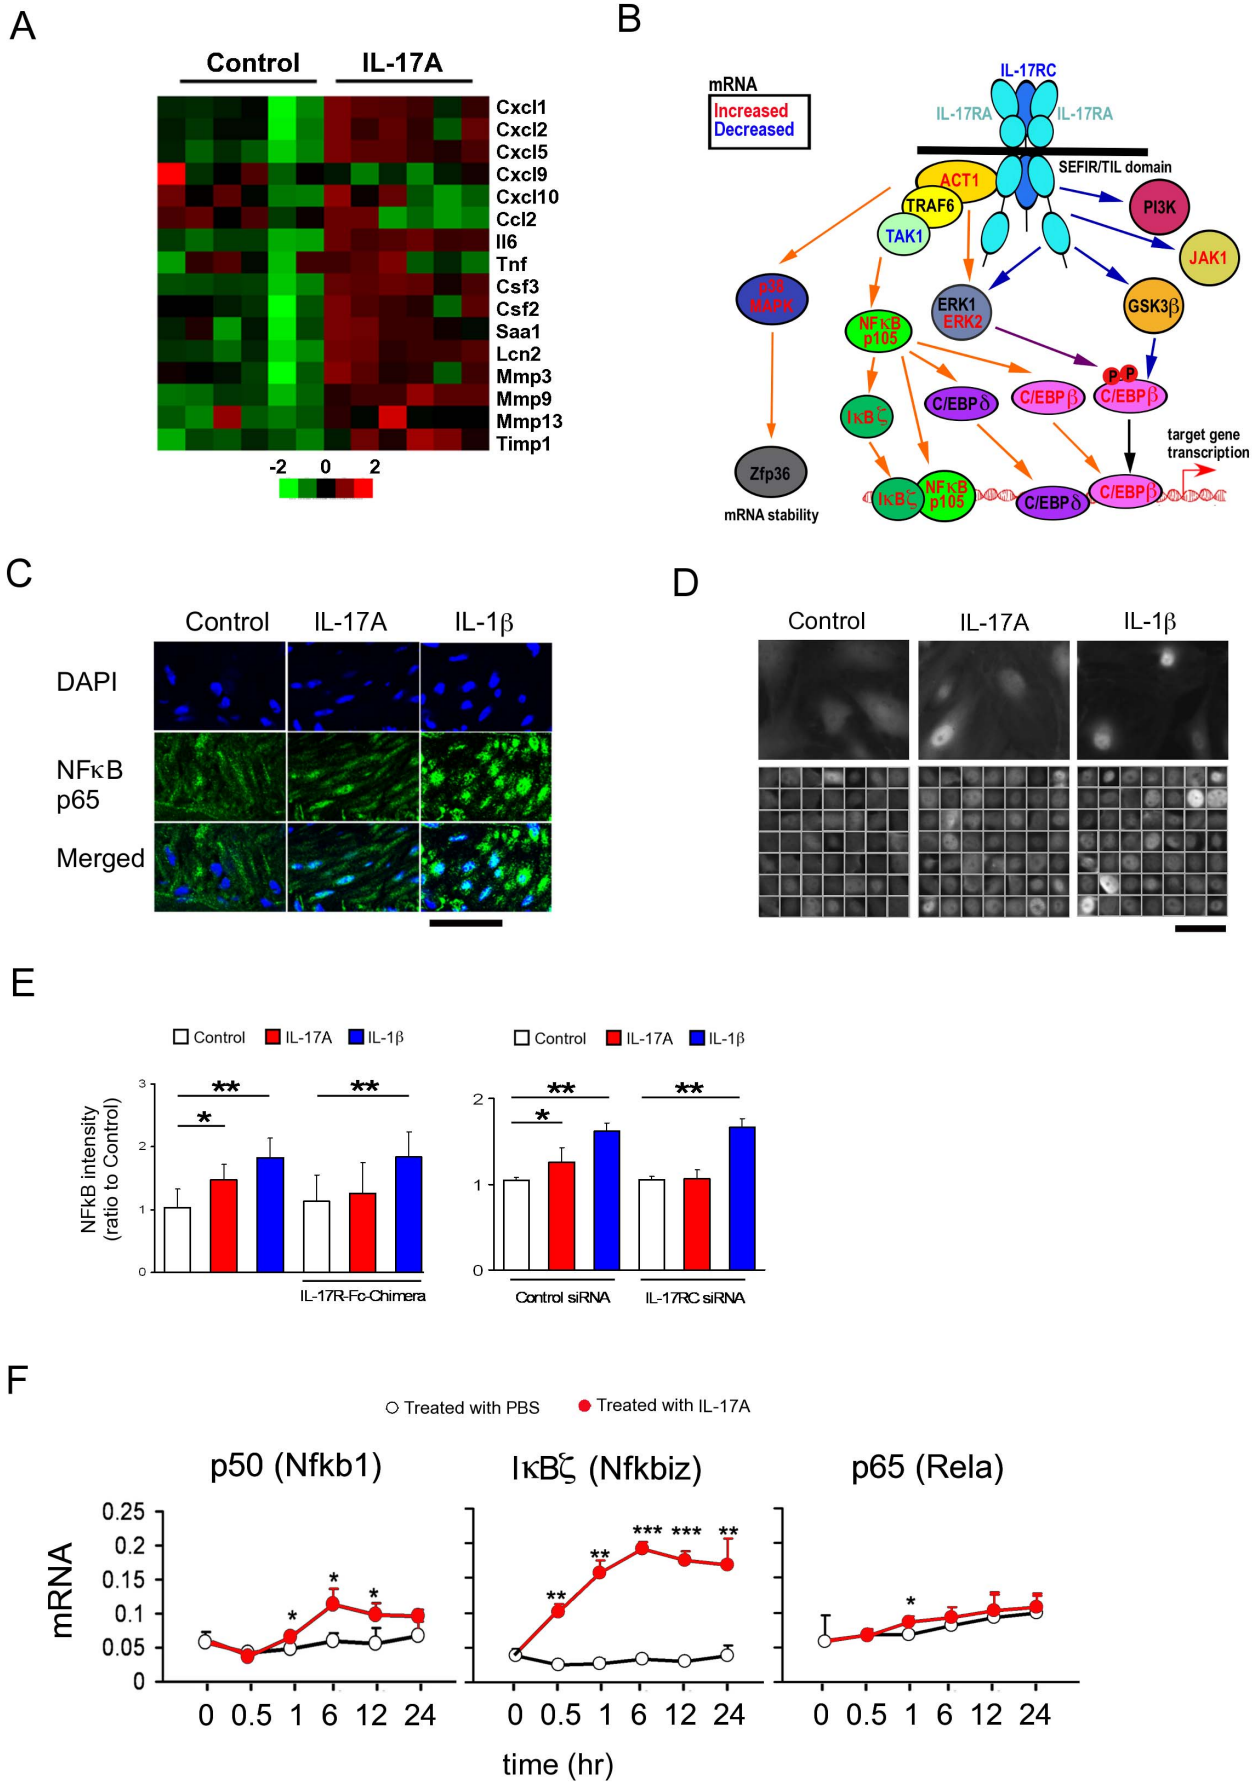 A
Control
IL-17A
Cxcl1
Cxcl2
Cxcl5
Cxcl9
Cxcl10
Ccl2
Il6
Tnf
Csf3
Csf2
Saa1
Lcn2
Mmp3
Mmp9
Mmp13
Timp1
-2 0 2
B
mRNA
Increased
Decreased
IL-17RC
IL-17RA
IL-17RA
SEFIR/TIL domain
ACT1
TRAF6
TAK1
PI3K
JAK1
p38
MAPK
ERK1
ERK2
GSK3β
NFκB
p105
P P
IκBζ
C/EBPδ
C/EBPβ
C/EBPβ
target gene
transcription
Zfp36
IκBζ
NFκB
p105
C/EBPδ
C/EBPβ
mRNA stability
C
Control
IL-17A
IL-1β
DAPI
NFκB
p65
Merged
D
Control
IL-17A
IL-1β
E
Control
IL-17A
IL-1β
NFkB intensity
(ratio to Control)
3
2
1
0
**
*
**
IL-17R-Fc-Chimera
Control
IL-17A
IL-1β
2
1
0
**
*
**
Control siRNA
IL-17RC siRNA
F
Treated with PBS
Treated with IL-17A
p50 (Nfkb1)
IκBζ (Nfkbiz)
p65 (Rela)
mRNA
0.25
0.2
0.15
0.1
0.05
0
* * *
** ** *** *** **
*
0 0.5 1 6 12 24
0 0.5 1 6 12 24
0 0.5 1 6 12 24
time (hr)